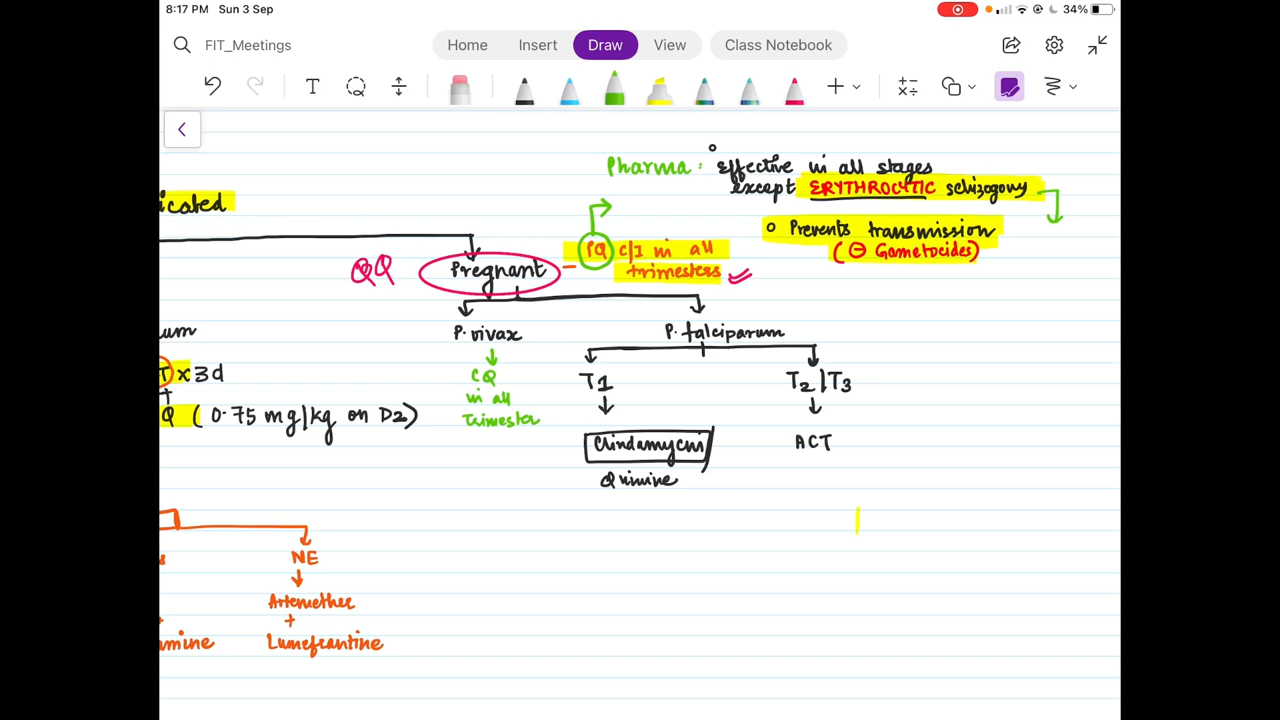 8:17 PM Sun 3 Sep
34%
FIT_Meetings
Home Insert Draw View Class Notebook
T
Pharma : Effective in all stages
except ERYTHROCYTIC schizogony
icated
Prevents transmission
(⊖ Gametocides)
PQ c/I in all
trimesters
QQ
Pregnant
um
P. vivax
P. falciparum
T x 3d
+
Q ( 0.75 mg/kg on D2)
CQ
in all
Trimester
T1
T2 | T3
Clindamycin/
Quinine
ACT
s
NE
Artemether
+
+
Lumefrantine
amine